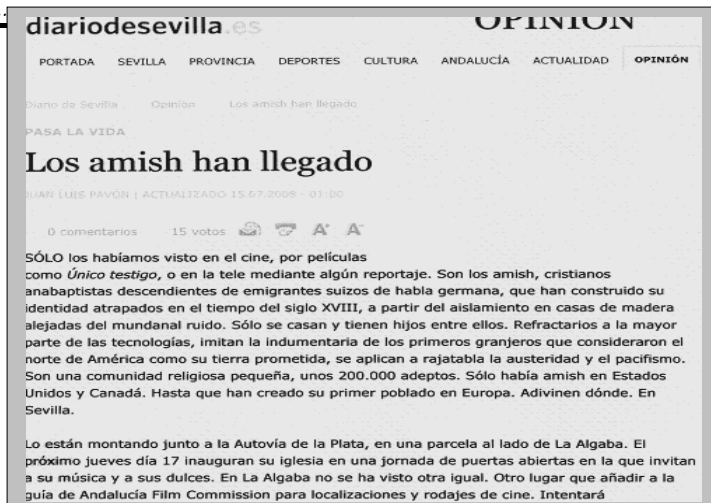 diariodesevilla.es
OPINIÓN
PORTADA SEVILLA PROVINCIA DEPORTES CULTURA ANDALUCÍA ACTUALIDAD OPINIÓN
Diario de Sevilla Opinión Los amish han llegado
PASA LA VIDA
Los amish han llegado
JUAN LUIS PAVÓN | ACTUALIZADO 15.07.2009 - 01:00
0 comentarios 15 votos A+ A-
SÓLO los habíamos visto en el cine, por películas
como Único testigo, o en la tele mediante algún reportaje. Son los amish, cristianos
anabaptistas descendientes de emigrantes suizos de habla germana, que han construido su
identidad atrapados en el tiempo del siglo XVIII, a partir del aislamiento en casas de madera
alejadas del mundanal ruido. Sólo se casan y tienen hijos entre ellos. Refractarios a la mayor
parte de las tecnologías, imitan la indumentaria de los primeros granjeros que consideraron el
norte de América como su tierra prometida, se aplican a rajatabla la austeridad y el pacifismo.
Son una comunidad religiosa pequeña, unos 200.000 adeptos. Sólo había amish en Estados
Unidos y Canadá. Hasta que han creado su primer poblado en Europa. Adivinen dónde. En
Sevilla.
Lo están montando junto a la Autovía de la Plata, en una parcela al lado de La Algaba. El
próximo jueves día 17 inauguran su iglesia en una jornada de puertas abiertas en la que invitan
a su música y a sus dulces. En La Algaba no se ha visto otra igual. Otro lugar que añadir a la
guía de Andalucía Film Commission para localizaciones y rodajes de cine. Intentará